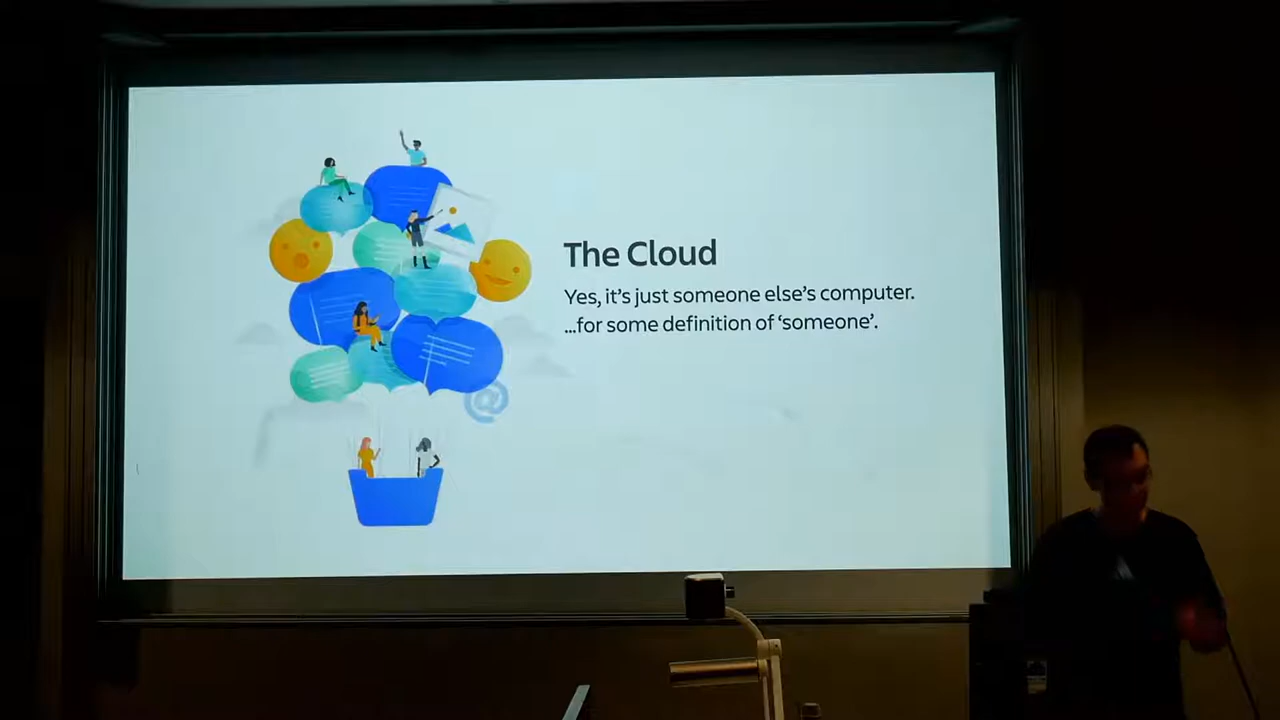 The Cloud
Yes, it's just someone else's computer.
...for some definition of ‘someone’.
@